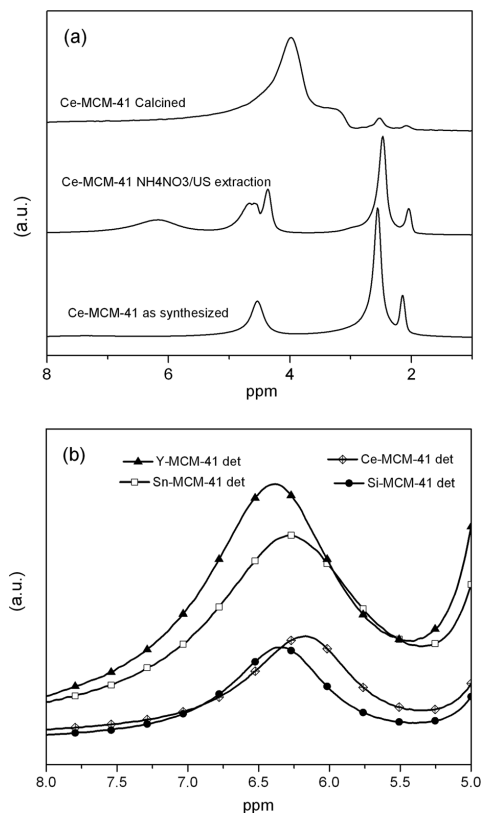 (a)
Ce-MCM-41 Calcined
Ce-MCM-41 NH4NO3/US extraction
Ce-MCM-41 as synthesized
(a.u.)
8 6 4 2
ppm
(b)
Y-MCM-41 det Ce-MCM-41 det
Sn-MCM-41 det Si-MCM-41 det
(a.u.)
8.0 7.5 7.0 6.5 6.0 5.5 5.0
ppm